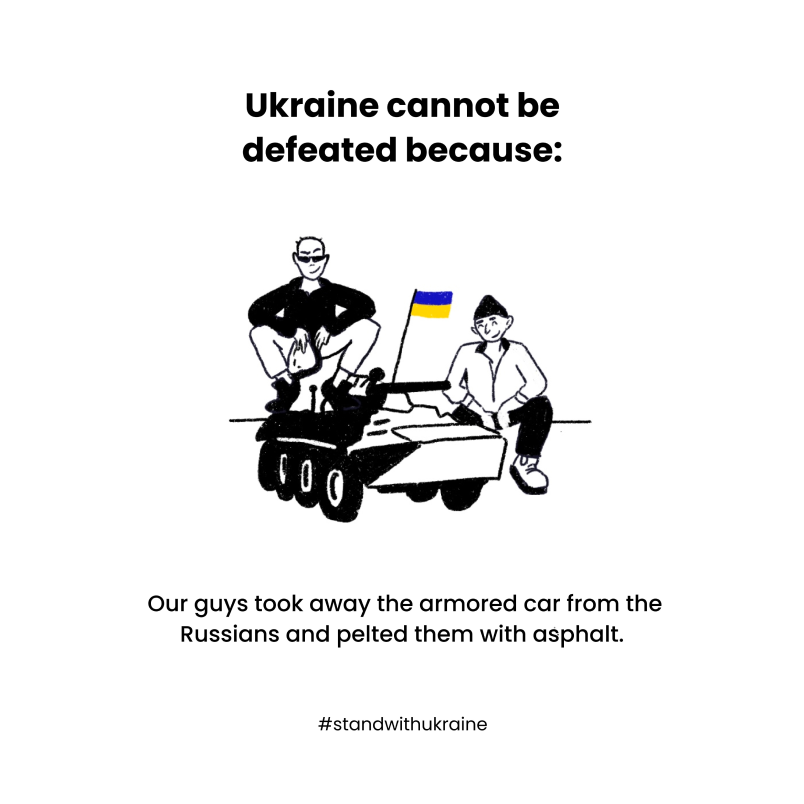 Ukraine cannot be
defeated because:
Our guys took away the armored car from the
Russians and pelted them with asphalt.
#standwithukraine